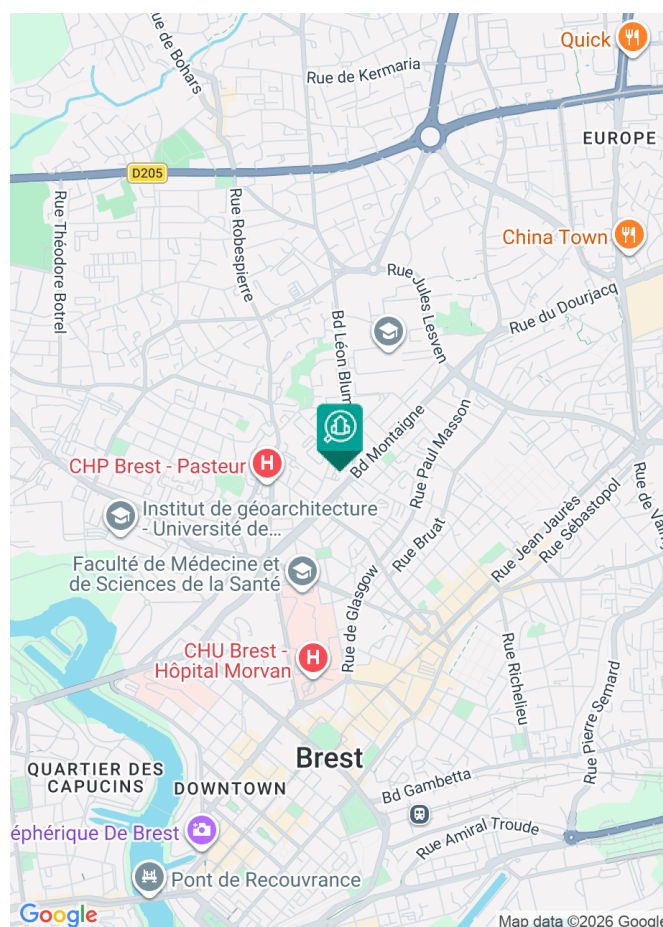 Quick
Rue de Bohars
Rue de Kermaria
EUROPE
D205
Rue Théodore Botrel
Rue Robespierre
China Town
Rue Jules Lesven
Rue du Dourjacq
Bd Léon Blum
Bd Montaigne
Rue Paul Masson
CHP Brest - Pasteur
H
Institut de géoarchitecture
- Université de...
Rue Jean Jaurès
Rue Sébastopol
Rue de
Rue Bruat
Faculté de Médecine et
de Sciences de la Santé
Rue de Glasgow
CHU Brest -
Hôpital Morvan
H
Rue Richelieu
Rue Pierre Semard
Brest
QUARTIER DES
CAPUCINS
DOWNTOWN
Bd Gambetta
éphérique De Brest
Rue Amiral Troude
Pont de Recouvrance
Google
Map data ©2026 Google